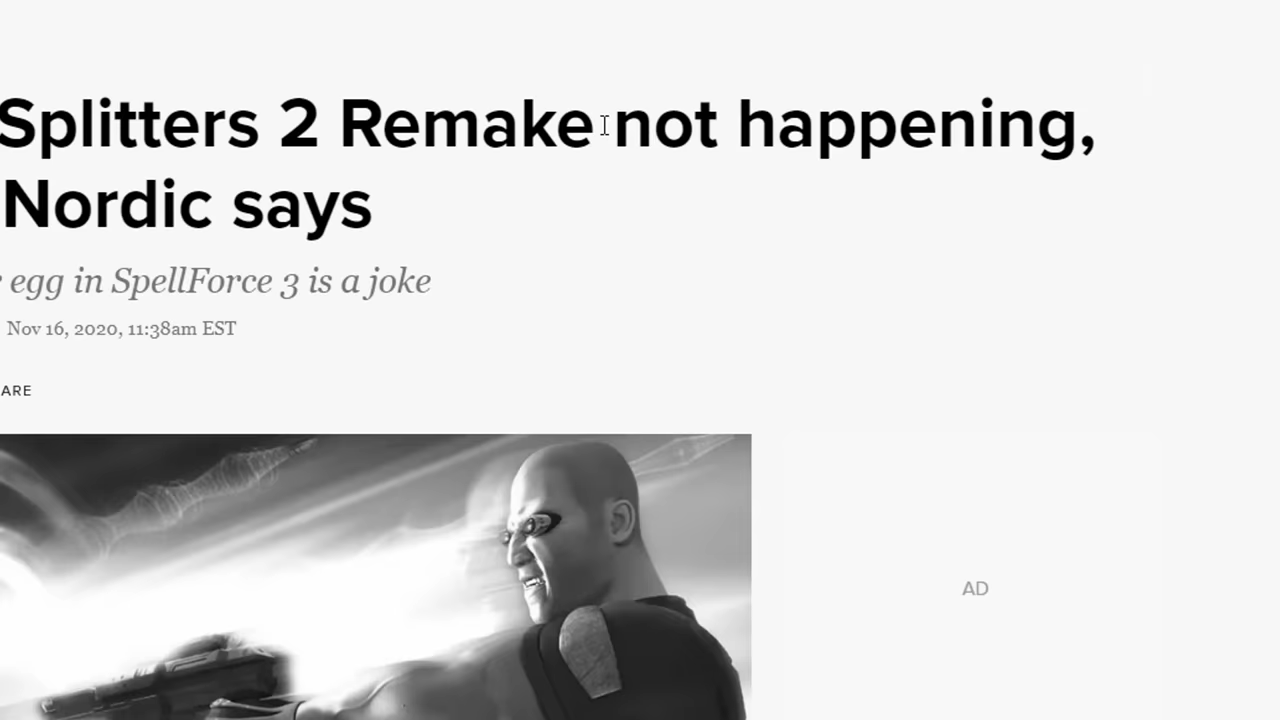 Splitters 2 Remake not happening,
Nordic says
egg in SpellForce 3 is a joke
Nov 16, 2020, 11:38am EST
ARE
AD